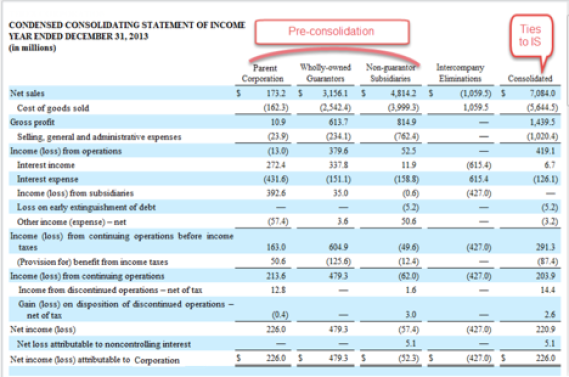 CONDENSED CONSOLIDATING STATEMENT OF INCOME
YEAR ENDED DECEMBER 31, 2013
(in millions)
Pre-consolidation
Ties
to IS
Parent Corporation Wholly-owned Guarantors Non-guarantor Subsidiaries Intercompany Eliminations Consolidated
Net sales $ 173.2 $ 3,156.1 $ 4,814.2 $ (1,059.5) $ 7,084.0
Cost of goods sold (162.3) (2,542.4) (3,999.3) 1,059.5 (5,644.5)
Gross profit 10.9 613.7 814.9 — 1,439.5
Selling, general and administrative expenses (23.9) (234.1) (762.4) — (1,020.4)
Income (loss) from operations (13.0) 379.6 52.5 — 419.1
Interest income 272.4 337.8 11.9 (615.4) 6.7
Interest expense (431.6) (151.1) (158.8) 615.4 (126.1)
Income (loss) from subsidiaries 392.6 35.0 (0.6) (427.0) —
Loss on early extinguishment of debt — — (5.2) — (5.2)
Other income (expense) – net (57.4) 3.6 50.6 — (3.2)
Income (loss) from continuing operations before income
taxes 163.0 604.9 (49.6) (427.0) 291.3
(Provision for) benefit from income taxes 50.6 (125.6) (12.4) — (87.4)
Income (loss) from continuing operations 213.6 479.3 (62.0) (427.0) 203.9
Income from discontinued operations – net of tax 12.8 — 1.6 14.4
Gain (loss) on disposition of discontinued operations –
net of tax (0.4) — 3.0 — 2.6
Net income (loss) 226.0 479.3 (57.4) (427.0) 220.9
Net loss attributable to noncontrolling interest — — 5.1 — 5.1
Net income (loss) attributable to Corporation $ 226.0 $ 479.3 $ (52.3) $ (427.0) $ 226.0